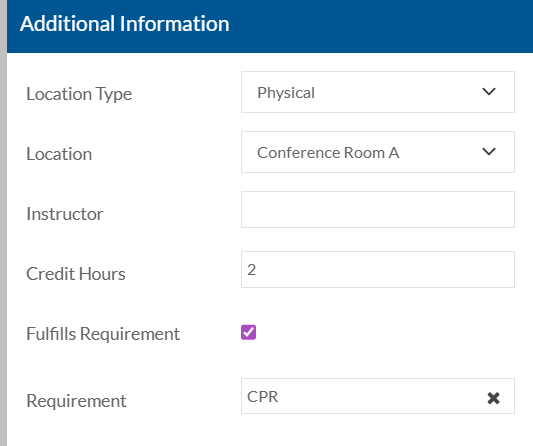 Additional Information
Location Type Physical
Location Conference Room A
Instructor
Credit Hours 2
Fulfills Requirement
Requirement CPR